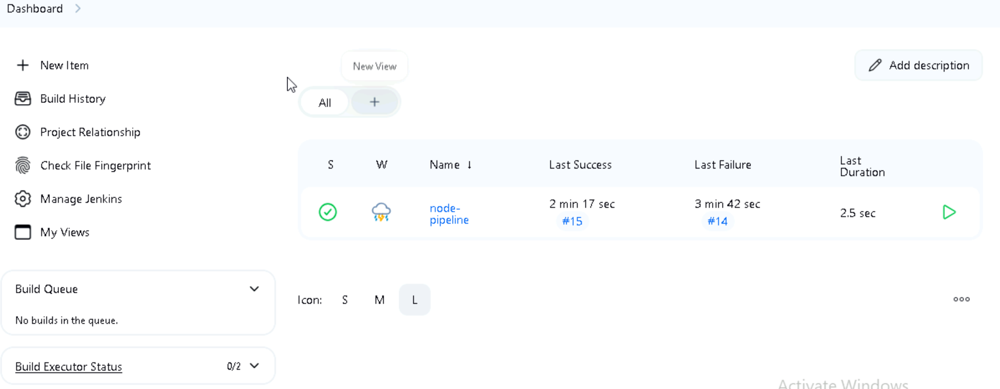 Dashboard
New Item
Build History
Project Relationship
Check File Fingerprint
Manage Jenkins
My Views
Build Queue
No builds in the queue.
Build Executor Status 0/2
New View
Add description
All +
S W Name ↓ Last Success Last Failure Last
Duration
node-
pipeline
2 min 17 sec
#15
3 min 42 sec
#14
2.5 sec
Icon: S M L
Activate Windows